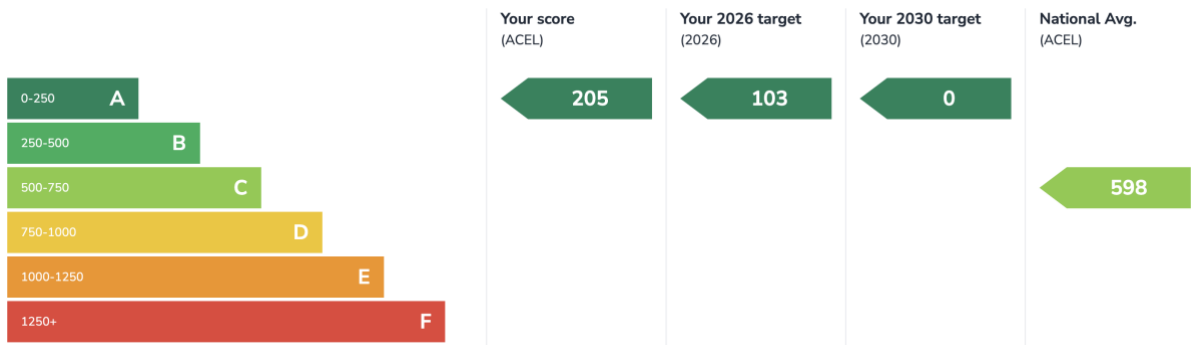 Your score
(ACEL)
Your 2026 target
(2026)
Your 2030 target
(2030)
National Avg.
(ACEL)
0-250 A
205
103
0
250-500 B
500-750 C
598
750-1000 D
1000-1250 E
1250+ F